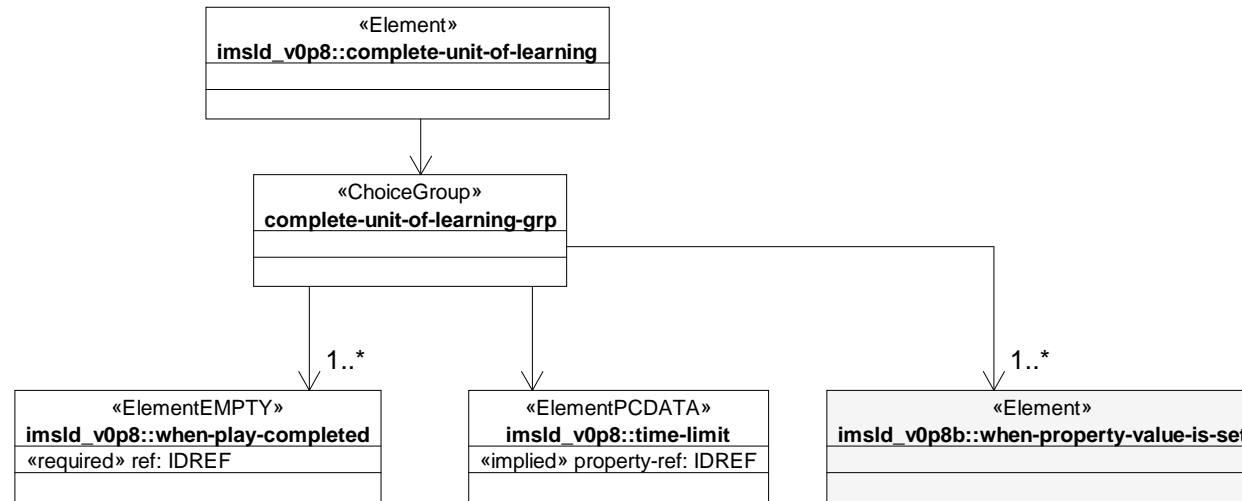 «Element»
imsld_v0p8::complete-unit-of-learning
«ChoiceGroup»
complete-unit-of-learning-grp
1..*
1..*
«ElementEMPTY»
imsld_v0p8::when-play-completed
«required» ref: IDREF
«ElementPCDATA»
imsld_v0p8::time-limit
«implied» property-ref: IDREF
«Element»
imsld_v0p8b::when-property-value-is-set